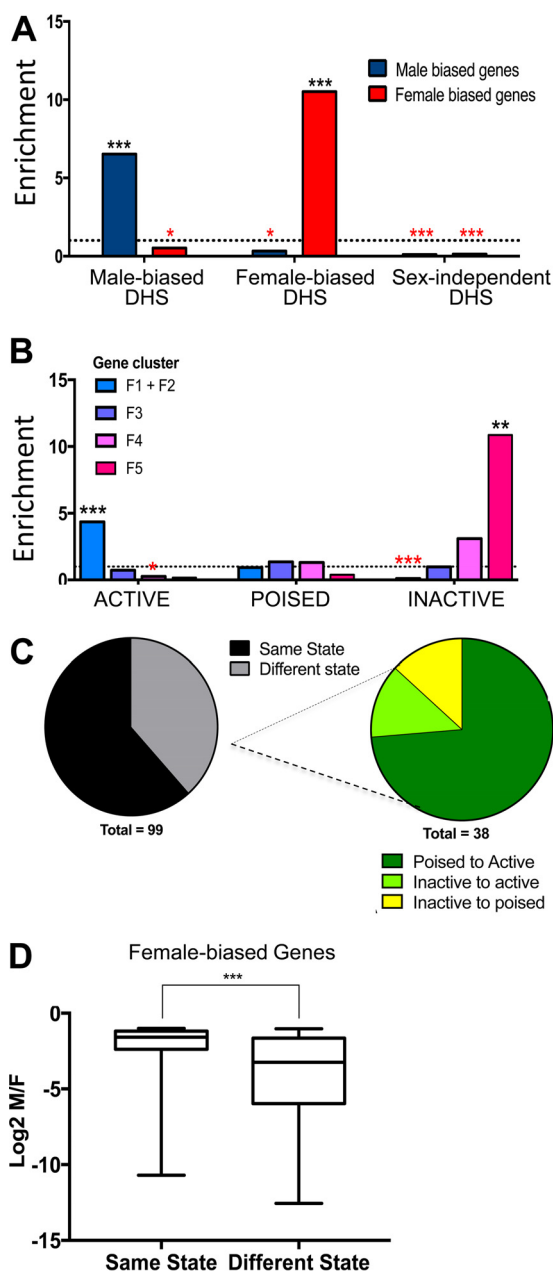 A
Enrichment
15
10
5
0
Male biased genes
Female biased genes
***
*
*
***
***
***
Male-biased DHS
Female-biased DHS
Sex-independent DHS
B
Gene cluster
F1 + F2
F3
F4
F5
Enrichment
15
10
5
0
***
*
***
**
ACTIVE
POISED
INACTIVE
C
Same State
Different state
Total = 99
Total = 38
Poised to Active
Inactive to active
Inactive to poised
D
Female-biased Genes
***
Log2 M/F
0
-5
-10
-15
Same State
Different State